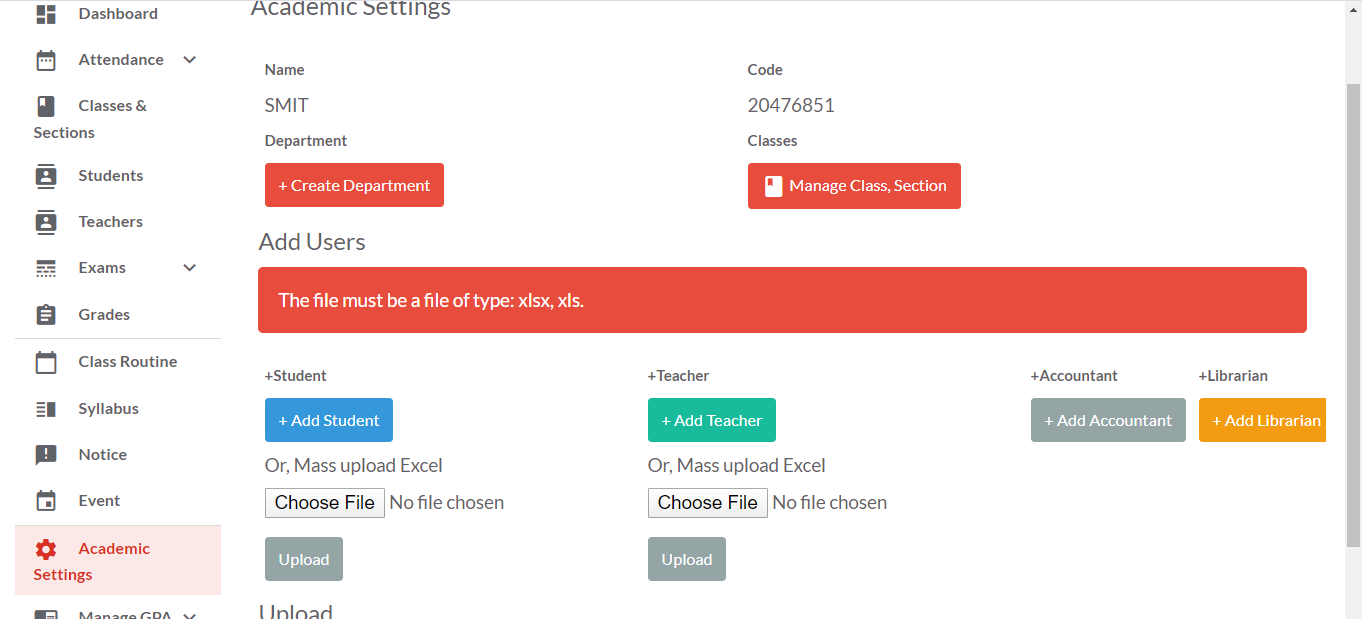 Dashboard
Attendance
Classes &
Sections
Students
Teachers
Exams
Grades
Class Routine
Syllabus
Notice
Event
Academic
Settings
Manage GPA
Academic Settings
Name
Code
SMIT
20476851
Department
Classes
+ Create Department
Manage Class, Section
Add Users
The file must be a file of type: xlsx, xls.
+Student
+Teacher
+Accountant
+Librarian
+ Add Student
+ Add Teacher
+ Add Accountant
+ Add Librarian
Or, Mass upload Excel
Or, Mass upload Excel
Choose File No file chosen
Choose File No file chosen
Upload
Upload
Upload